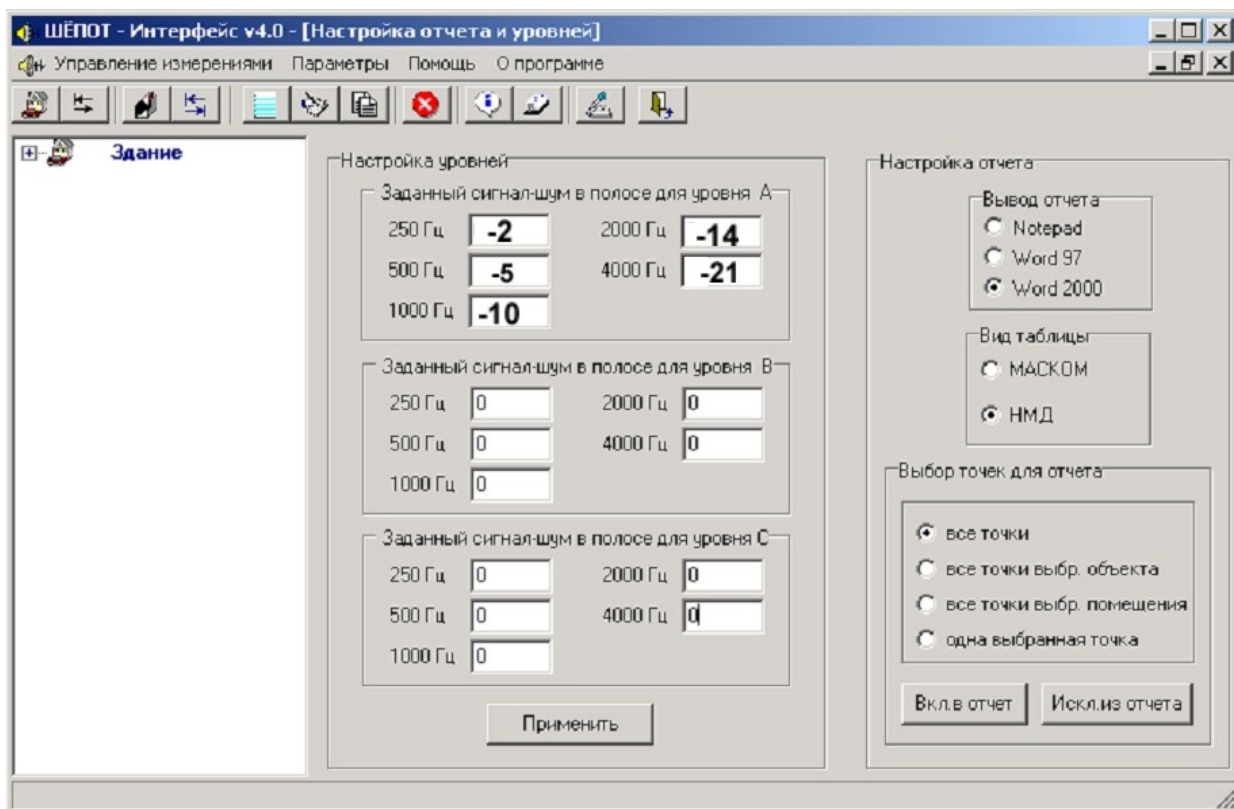 ШЁПОТ - Интерфейс v4.0 - [Настройка отчета и уровней]
Управление измерениями Параметры Помощь О программе
Здание
Настройка уровней
Заданный сигнал-шум в полосе для уровня A
250 Гц -2 2000 Гц -14
500 Гц -5 4000 Гц -21
1000 Гц -10
Заданный сигнал-шум в полосе для уровня B
250 Гц 0 2000 Гц 0
500 Гц 0 4000 Гц 0
1000 Гц 0
Заданный сигнал-шум в полосе для уровня C
250 Гц 0 2000 Гц 0
500 Гц 0 4000 Гц 0
1000 Гц 0
Применить
Настройка отчета
Вывод отчета
Notepad
Word 97
Word 2000
Вид таблицы
МАСКОМ
НМД
Выбор точек для отчета
все точки
все точки выбр. объекта
все точки выбр. помещения
одна выбранная точка
Вкл.в отчет Искл.из отчета